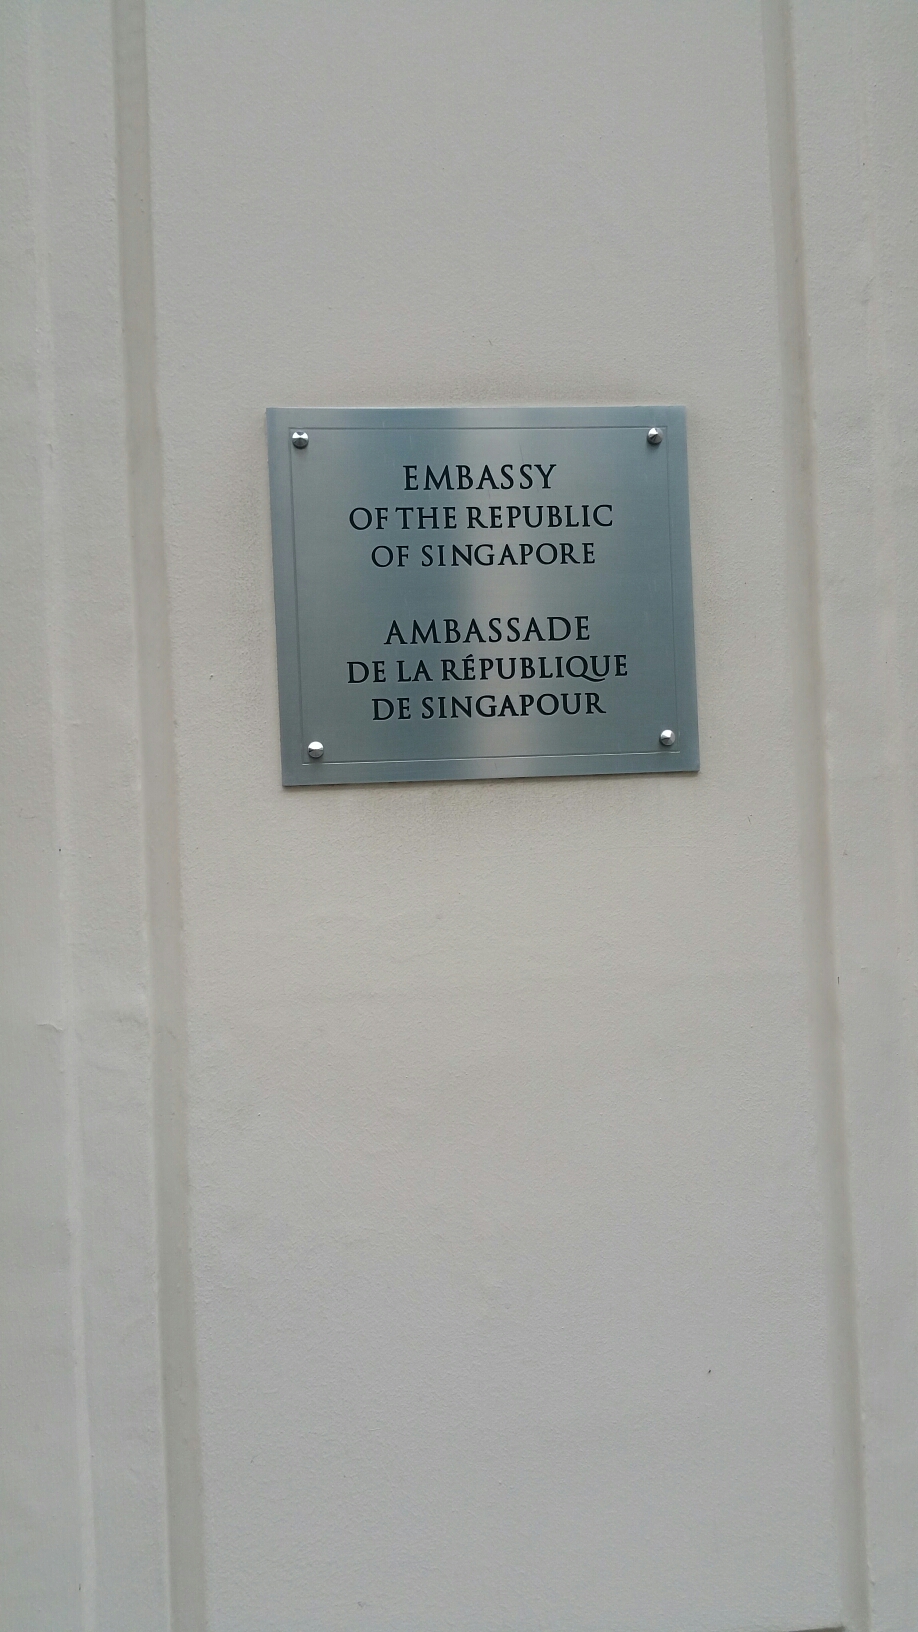 EMBASSY
OF THE REPUBLIC
OF SINGAPORE
AMBASSADE
DE LA RÉPUBLIQUE
DE SINGAPOUR